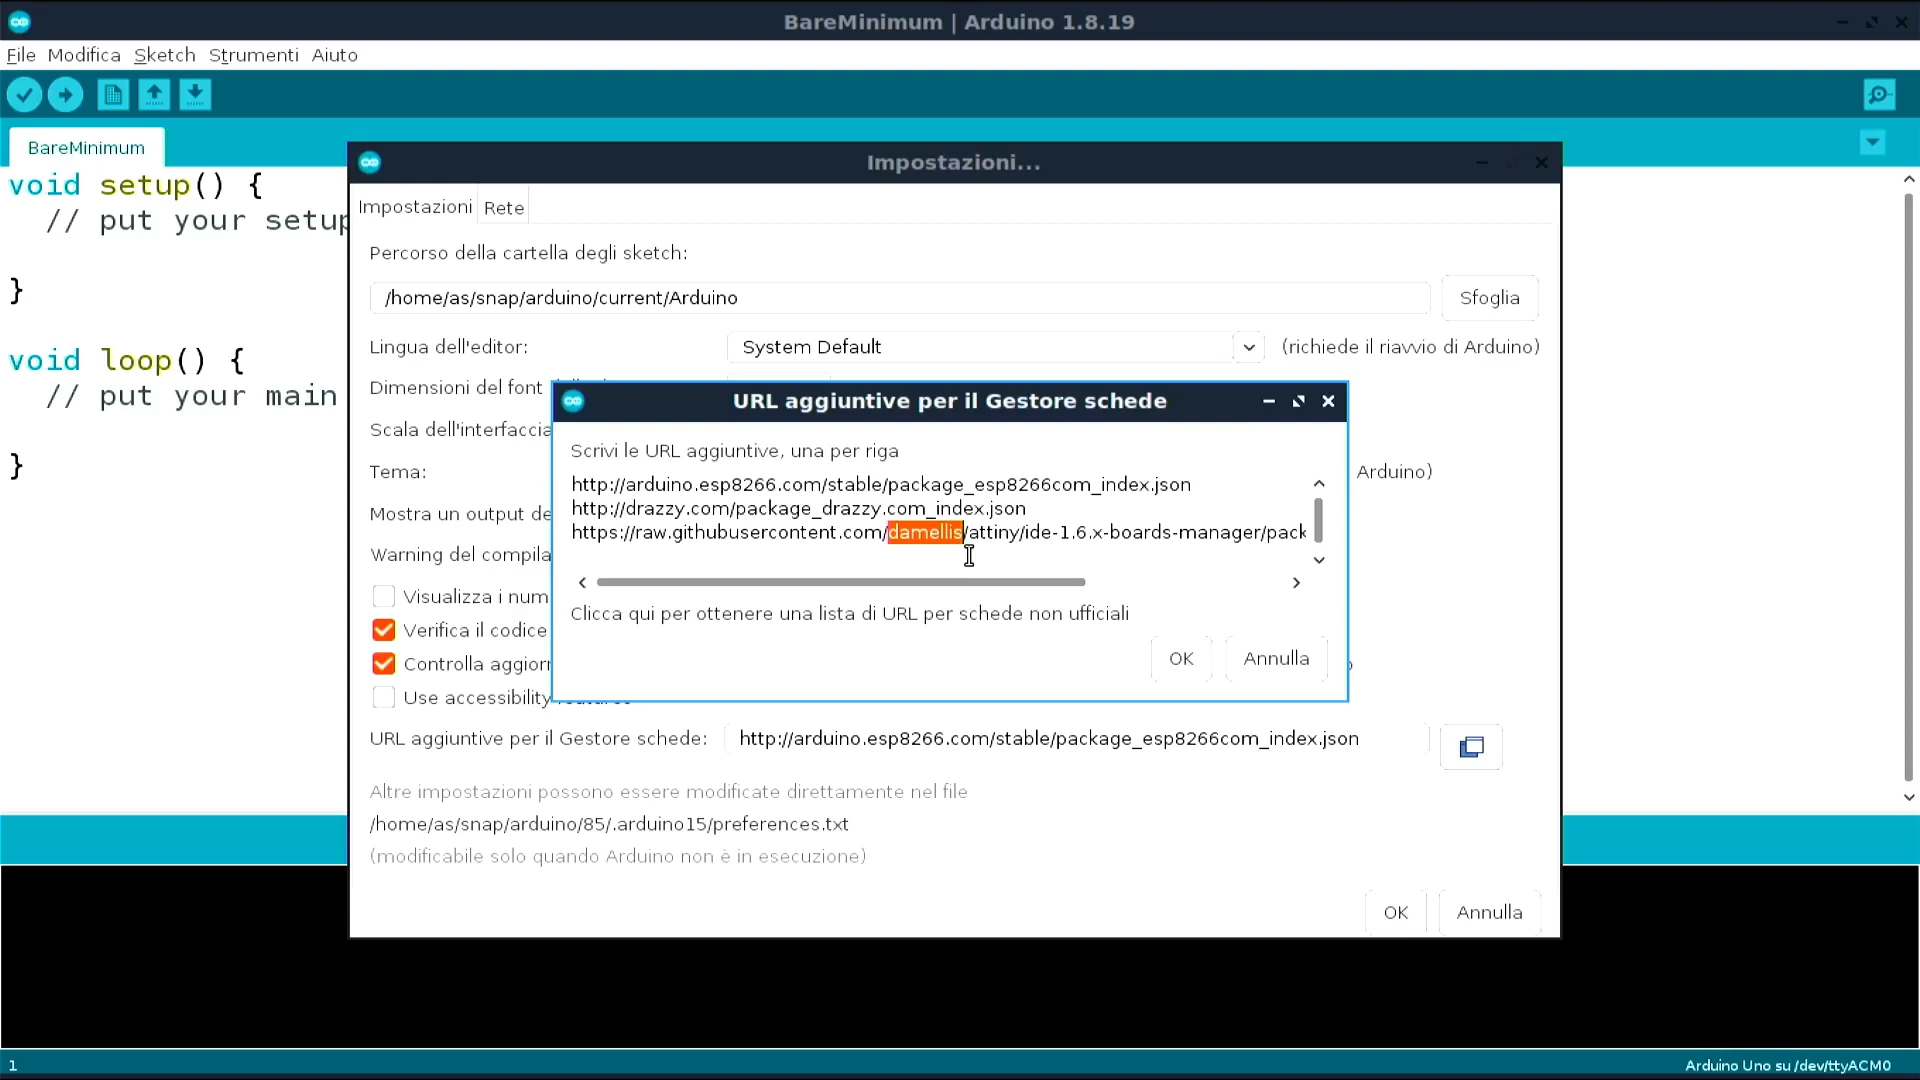 BareMinimum | Arduino 1.8.19
File Modifica Sketch Strumenti Aiuto
BareMinimum
void setup() {
// put your setup
}
void loop() {
// put your main
}
Impostazioni...
Impostazioni Rete
Percorso della cartella degli sketch:
/home/as/snap/arduino/current/Arduino Sfoglia
Lingua dell'editor: System Default (richiede il riavvio di Arduino)
Dimensioni del font
Scala dell'interfaccia
Tema: Arduino)
Mostra un output de
Warning del compila
Visualizza i num
Verifica il codice
Controlla aggior
Use accessibility
URL aggiuntive per il Gestore schede
Scrivi le URL aggiuntive, una per riga
http://arduino.esp8266.com/stable/package_esp8266com_index.json
http://drazzy.com/package_drazzy.com_index.json
https://raw.githubusercontent.com/damellis/attiny/ide-1.6.x-boards-manager/pack
Clicca qui per ottenere una lista di URL per schede non ufficiali
OK Annulla
URL aggiuntive per il Gestore schede: http://arduino.esp8266.com/stable/package_esp8266com_index.json
Altre impostazioni possono essere modificate direttamente nel file
/home/as/snap/arduino/85/.arduino15/preferences.txt
(modificabile solo quando Arduino non è in esecuzione)
OK Annulla
1 Arduino Uno su /dev/ttyACM0